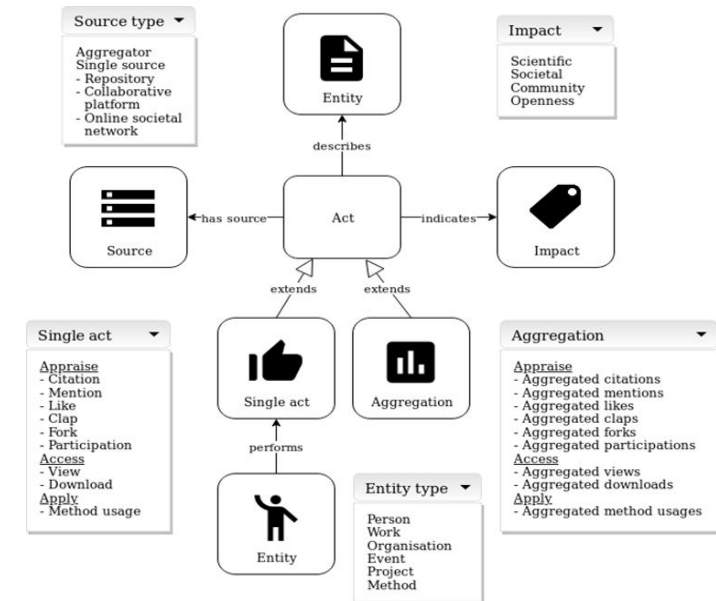 Source type
Aggregator
Single source
- Repository
- Collaborative
platform
- Online societal
network
Entity
Impact
Scientific
Societal
Community
Openness
describes
Source
has source
Act
indicates
Impact
extends
extends
Single act
Appraise
- Citation
- Mention
- Like
- Clap
- Fork
- Participation
Access
- View
- Download
Apply
- Method usage
Single act
Aggregation
Aggregation
Appraise
- Aggregated citations
- Aggregated mentions
- Aggregated likes
- Aggregated claps
- Aggregated forks
- Aggregated participations
Access
- Aggregated views
- Aggregated downloads
Apply
- Aggregated method usages
performs
Entity
Entity type
Person
Work
Organisation
Event
Project
Method